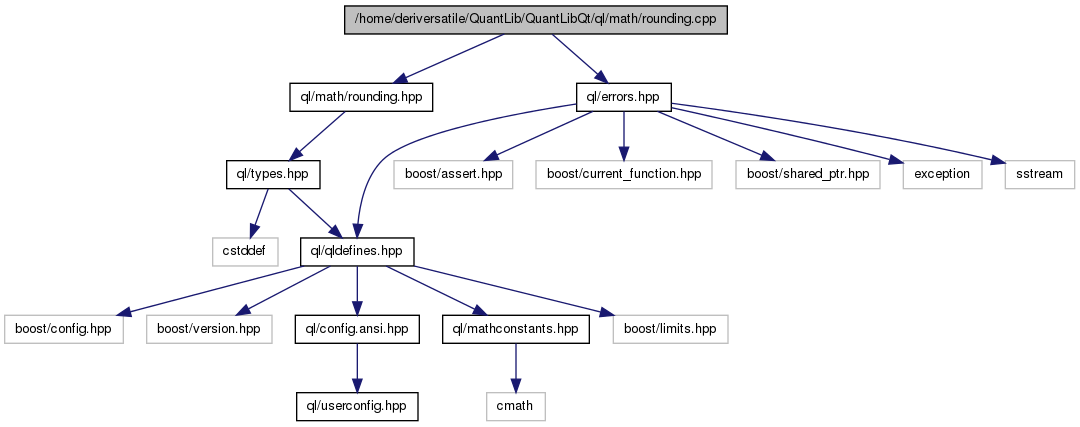 /home/deriversatile/QuantLib/QuantLibQt/ql/math/rounding.cpp
ql/math/rounding.hpp
ql/errors.hpp
ql/types.hpp
boost/assert.hpp
boost/current_function.hpp
boost/shared_ptr.hpp
exception
sstream
cstddef
ql/qldefines.hpp
boost/config.hpp
boost/version.hpp
ql/config.ansi.hpp
ql/mathconstants.hpp
boost/limits.hpp
ql/userconfig.hpp
cmath